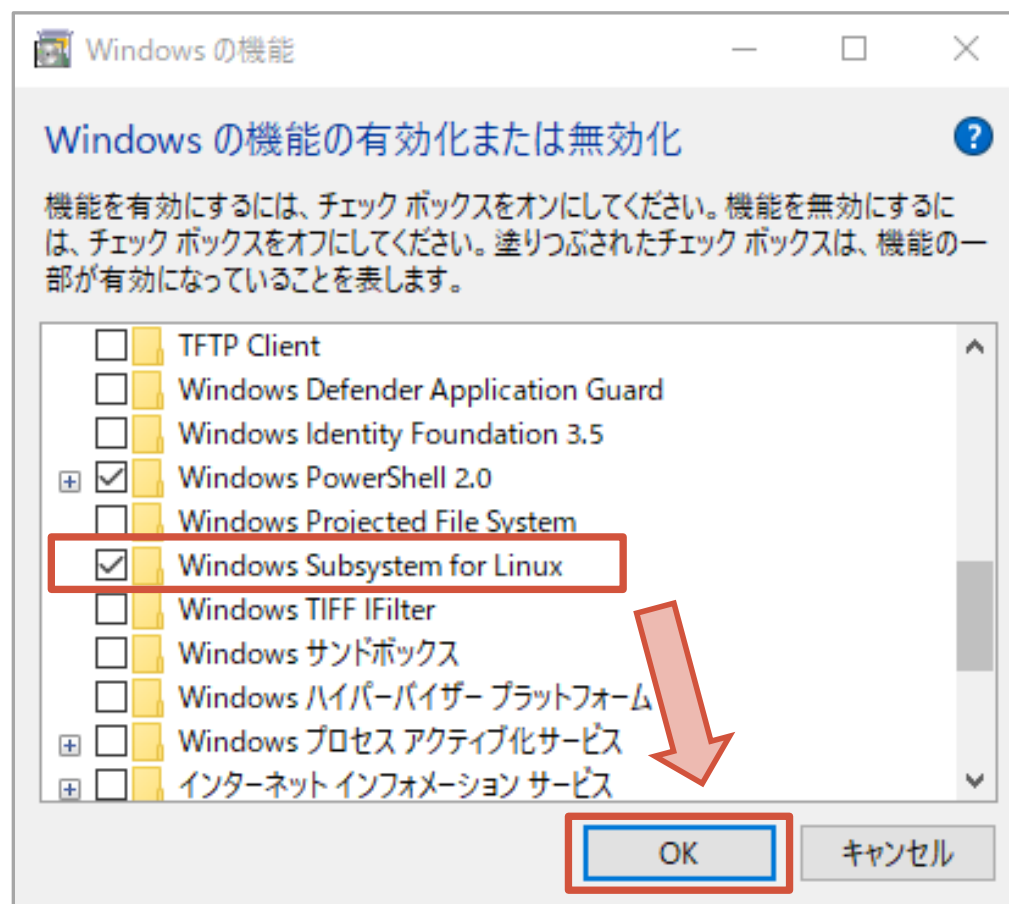 Windows の機能
Windows の機能の有効化または無効化
機能を有効にするには、チェック ボックスをオンにしてください。機能を無効にするに
は、チェック ボックスをオフにしてください。塗りつぶされたチェック ボックスは、機能の一
部が有効になっていることを表します。
TFTP Client
Windows Defender Application Guard
Windows Identity Foundation 3.5
Windows PowerShell 2.0
Windows Projected File System
Windows Subsystem for Linux
Windows TIFF IFilter
Windows サンドボックス
Windows ハイパーバイザー プラットフォーム
Windows プロセス アクティブ化サービス
インターネット インフォメーション サービス
OK
キャンセル